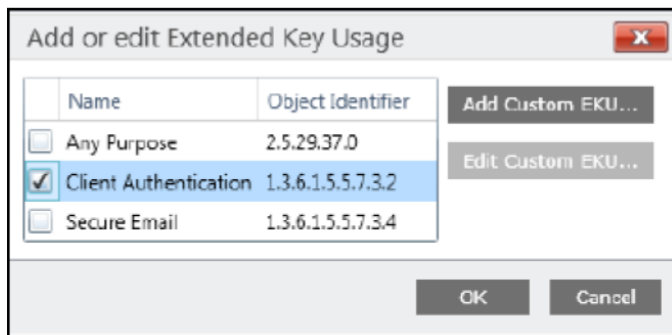 Add or edit Extended Key Usage
Name Object Identifier
Any Purpose 2.5.29.37.0
Client Authentication 1.3.6.1.5.5.7.3.2
Secure Email 1.3.6.1.5.5.7.3.4
Add Custom EKU...
Edit Custom EKU...
OK Cancel